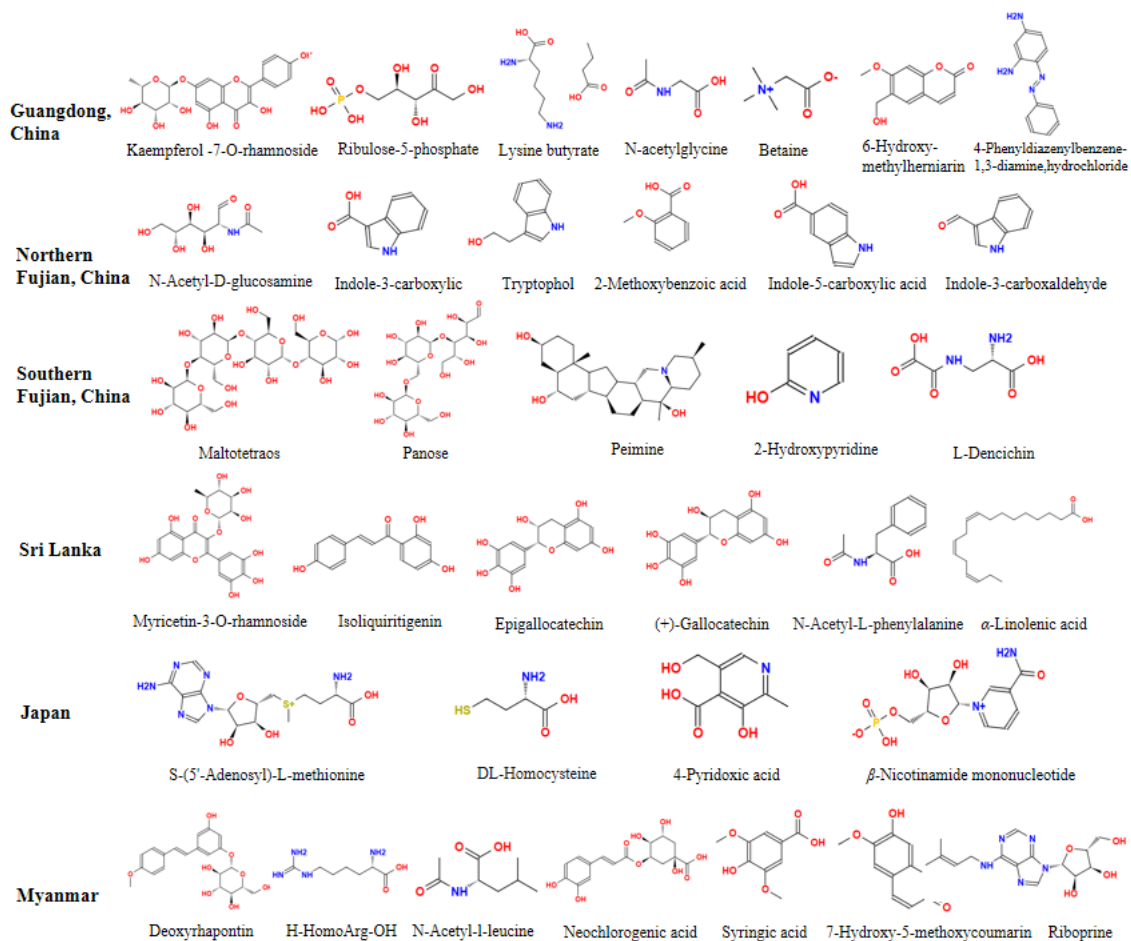 Guangdong,
China
Kaempferol -7-O-rhamnoside
Ribulose-5-phosphate
Lysine butyrate
N-acetylglycine
Betaine
6-Hydroxy-
methylherniarin
4-Phenyldiazenylbenzene-
1,3-diamine,hydrochloride
Northern
Fujian, China
N-Acetyl-D-glucosamine
Indole-3-carboxylic
Tryptophol
2-Methoxybenzoic acid
Indole-5-carboxylic acid
Indole-3-carboxaldehyde
Southern
Fujian, China
Maltotetraos
Panose
Peimine
2-Hydroxypyridine
L-Dencichin
Sri Lanka
Myricetin-3-O-rhamnoside
Isoliquiritigenin
Epigallocatechin
(+)-Gallocatechin
N-Acetyl-L-phenylalanine
α-Linolenic acid
Japan
S-(5'-Adenosyl)-L-methionine
DL-Homocysteine
4-Pyridoxic acid
β-Nicotinamide mononucleotide
Myanmar
Deoxyrhapontin
H-HomoArg-OH
N-Acetyl-l-leucine
Neochlorogenic acid
Syringic acid
7-Hydroxy-5-methoxycoumarin
Riboprine